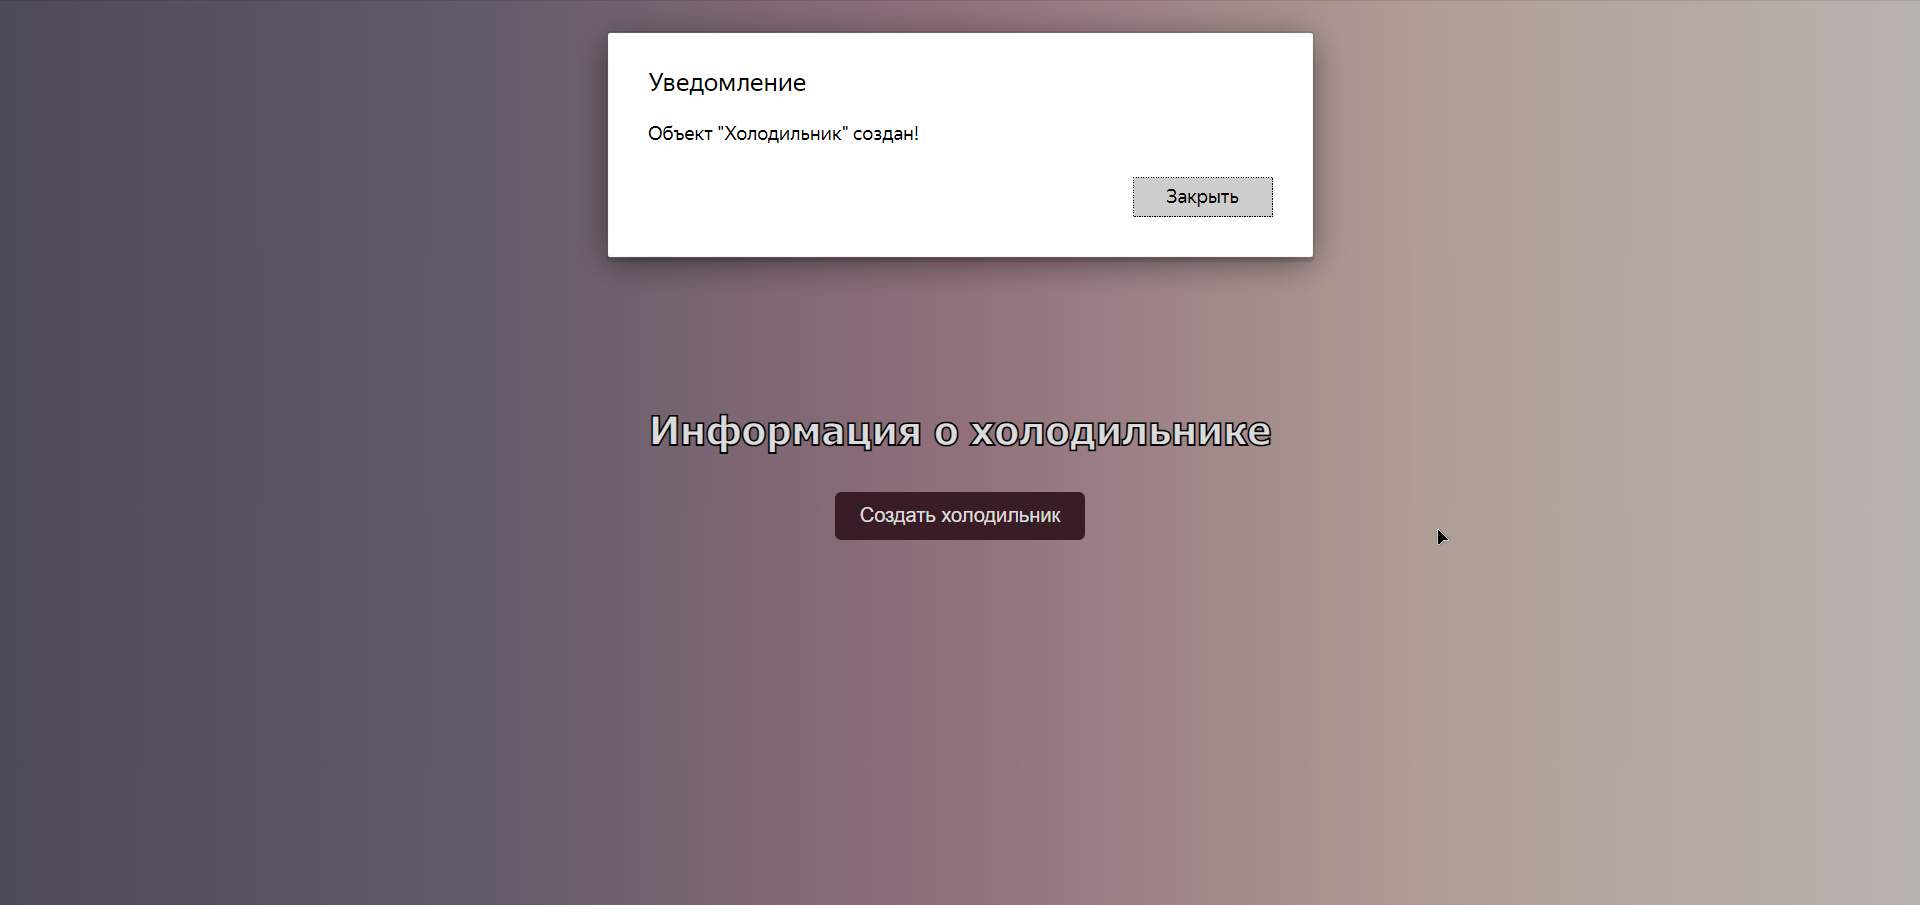 Уведомление
Объект "Холодильник" создан!
Закрыть
Информация о холодильнике
Создать холодильник